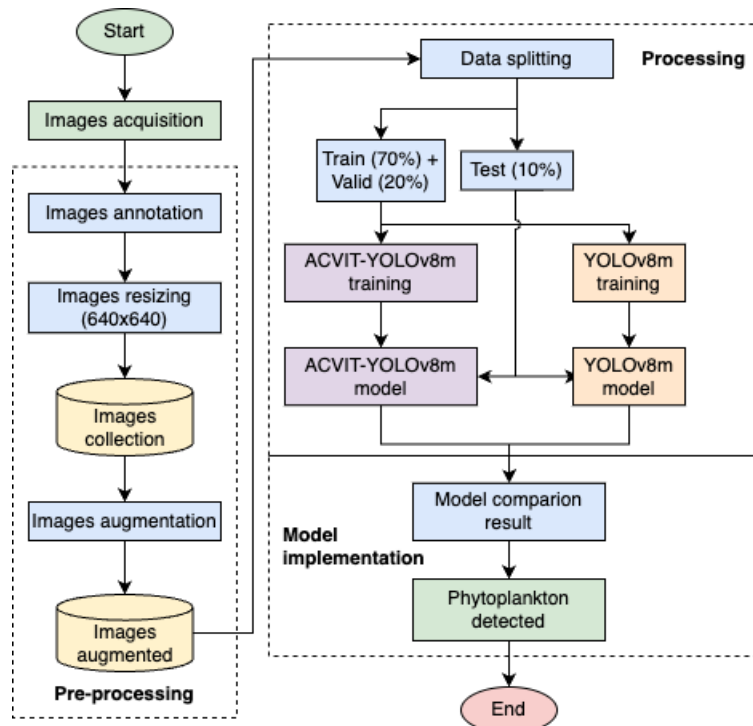 Start
Images acquisition
Images annotation
Images resizing
(640x640)
Images
collection
Images augmentation
Images
augmented
Pre-processing
Data splitting
Processing
Train (70%) +
Valid (20%)
Test (10%)
ACVIT-YOLOv8m
training
YOLOv8m
training
ACVIT-YOLOv8m
model
YOLOv8m
model
Model comparion
result
Model
implementation
Phytoplankton
detected
End